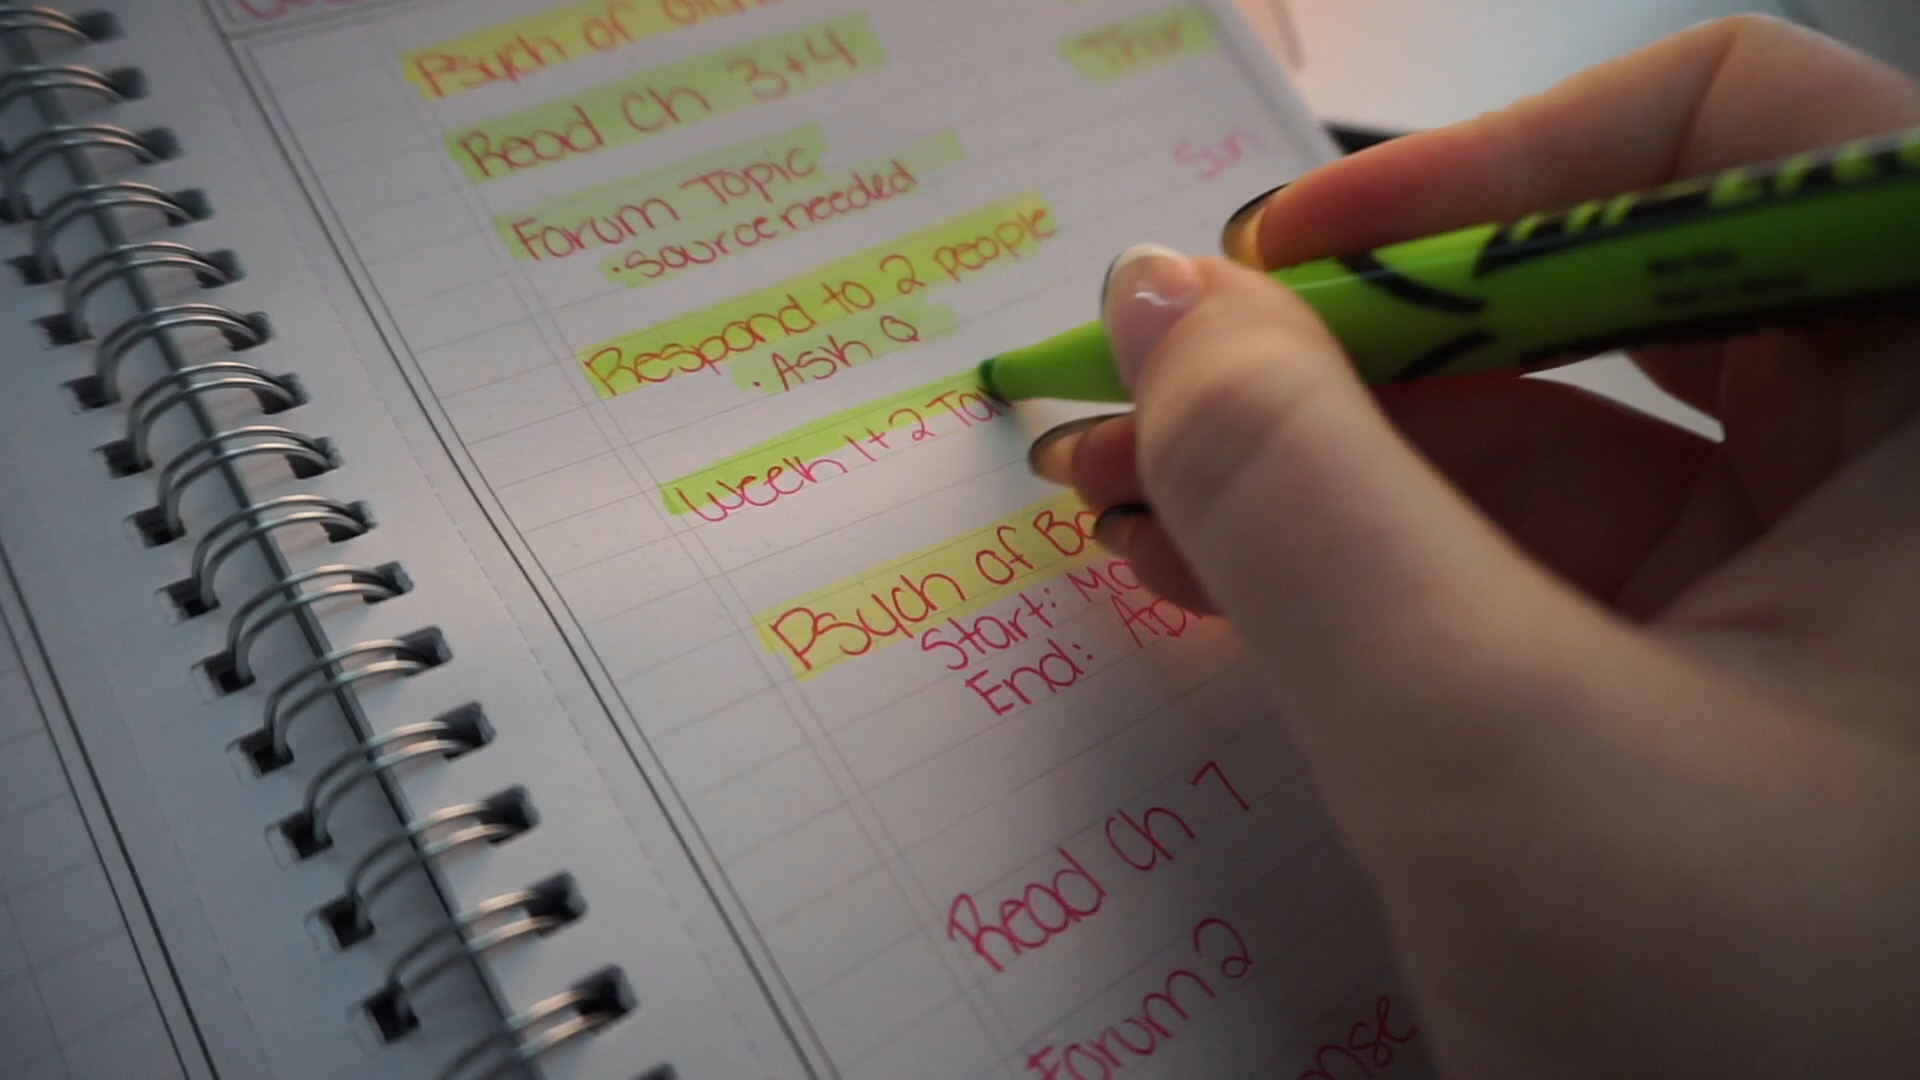 Psych of
Read Ch 3+4 Thur
Forum Topic
• source needed Sun
Respond to 2 people
• Ask Q
Week 1+2
Psych of
Start:
End:
Read Ch 7
Forum 2